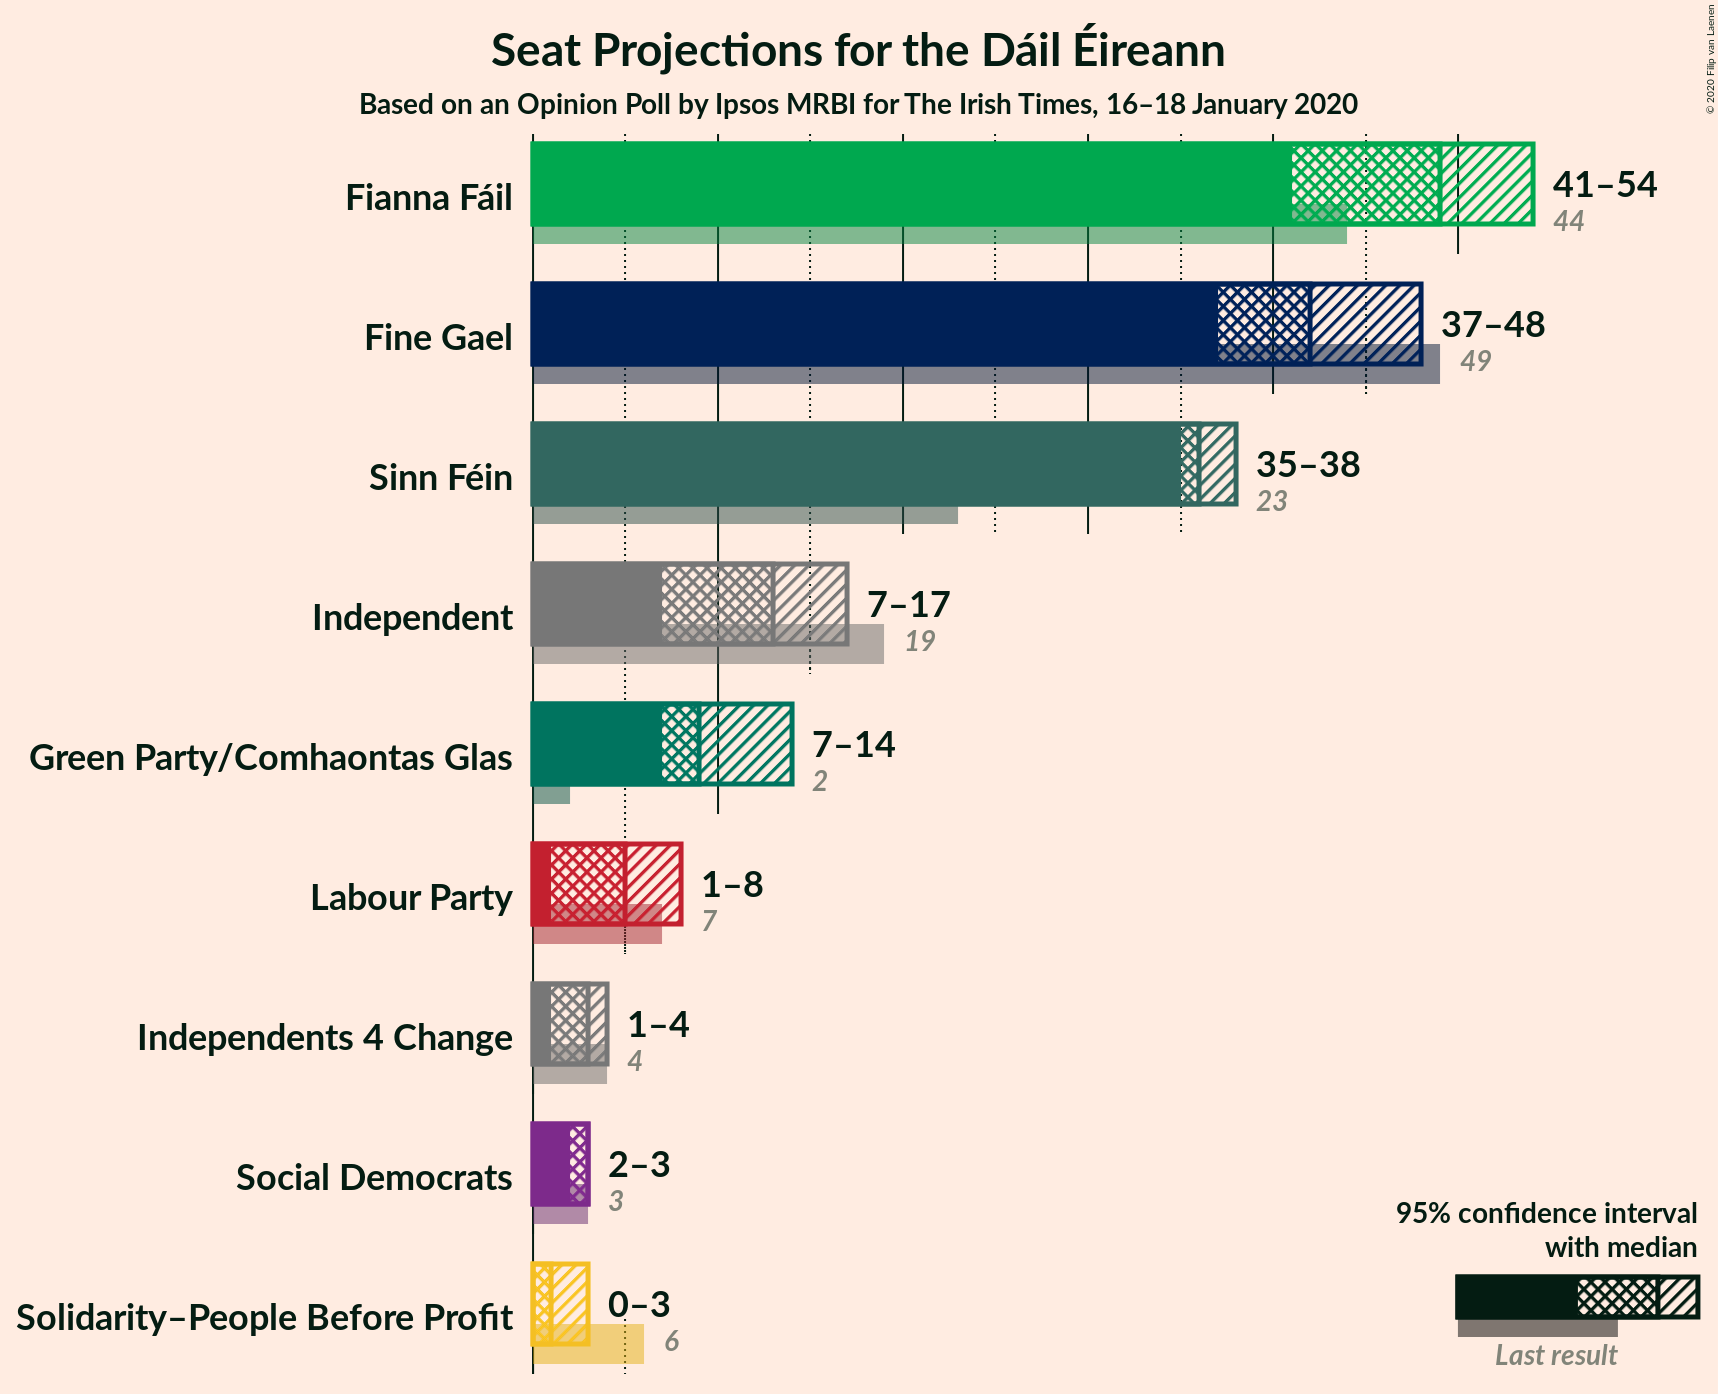 Seat Projections for the Dáil Éireann
Based on an Opinion Poll by Ipsos MRBI for The Irish Times, 16–18 January 2020
© 2020 Filip van Laenen
Fianna Fáil
41–54
44
Fine Gael
37–48
49
Sinn Féin
35–38
23
Independent
7–17
19
Green Party/Comhaontas Glas
7–14
2
Labour Party
1–8
7
Independents 4 Change
1–4
4
Social Democrats
2–3
3
Solidarity–People Before Profit
0–3
6
95% confidence interval
with median
Last result